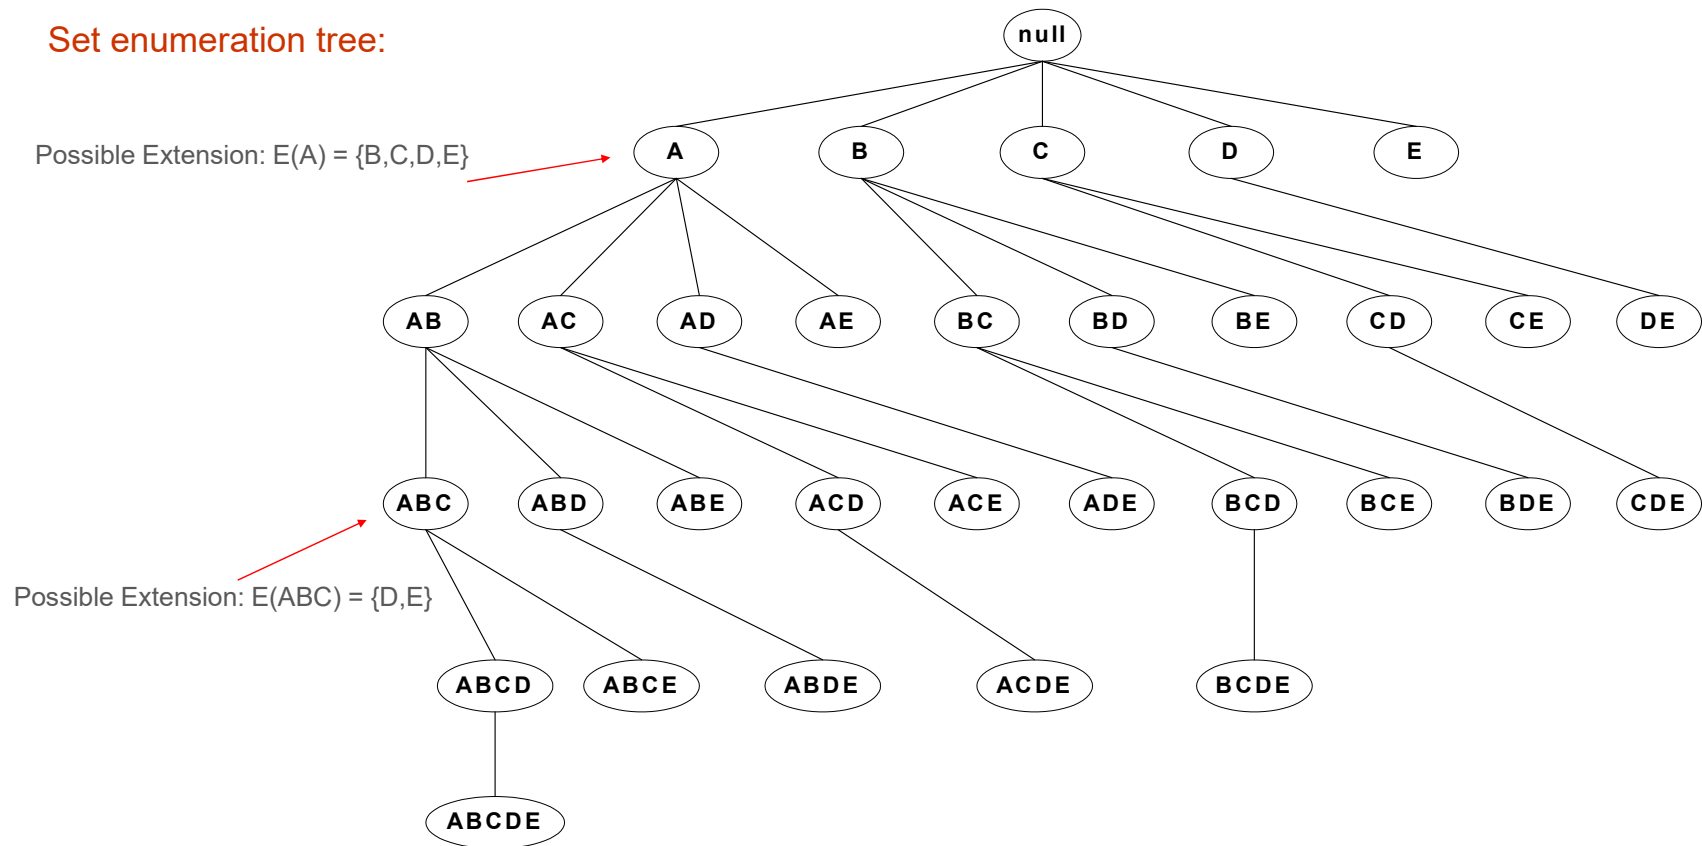 Set enumeration tree:
null
Possible Extension: E(A) = {B,C,D,E}
A B C D E
AB AC AD AE BC BD BE CD CE DE
ABC ABD ABE ACD ACE ADE BCD BCE BDE CDE
Possible Extension: E(ABC) = {D,E}
ABCD ABCE ABDE ACDE BCDE
ABCDE